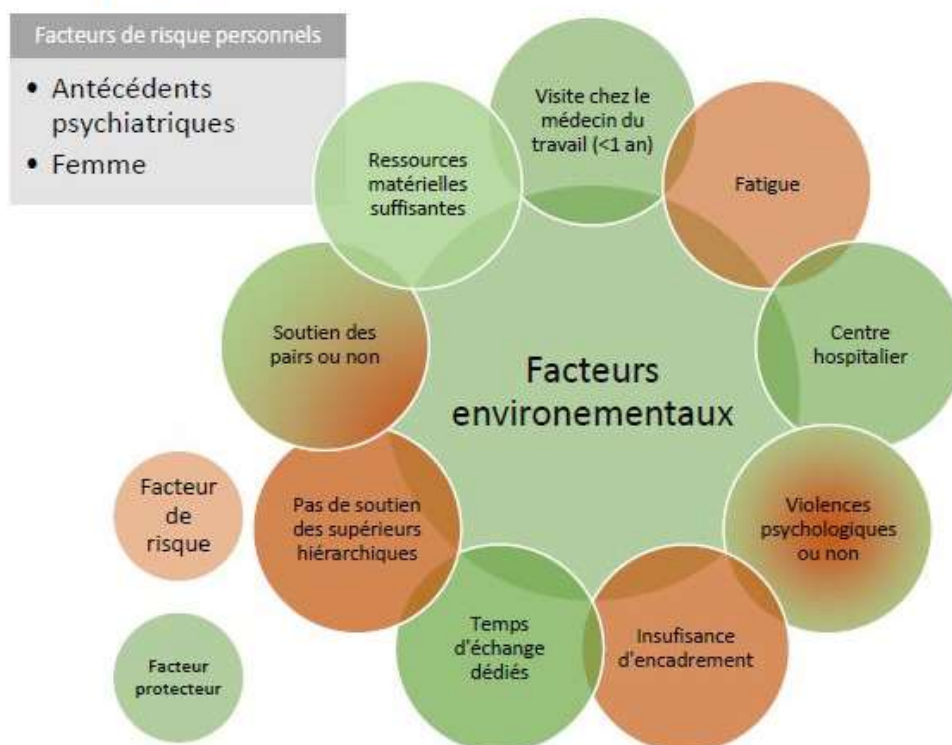 Facteurs de risque personnels
• Antécédents
psychiatriques
• Femme
Visite chez le
médecin du
travail (<1 an)
Fatigue
Centre
hospitalier
Violences
psychologiques
ou non
Insufisance
d'encadrement
Temps
d'échange
dédiés
Pas de soutien
des supérieurs
hiérarchiques
Soutien des
pairs ou non
Ressources
matérielles
suffisantes
Facteurs
environementaux
Facteur
de
risque
Facteur
protecteur